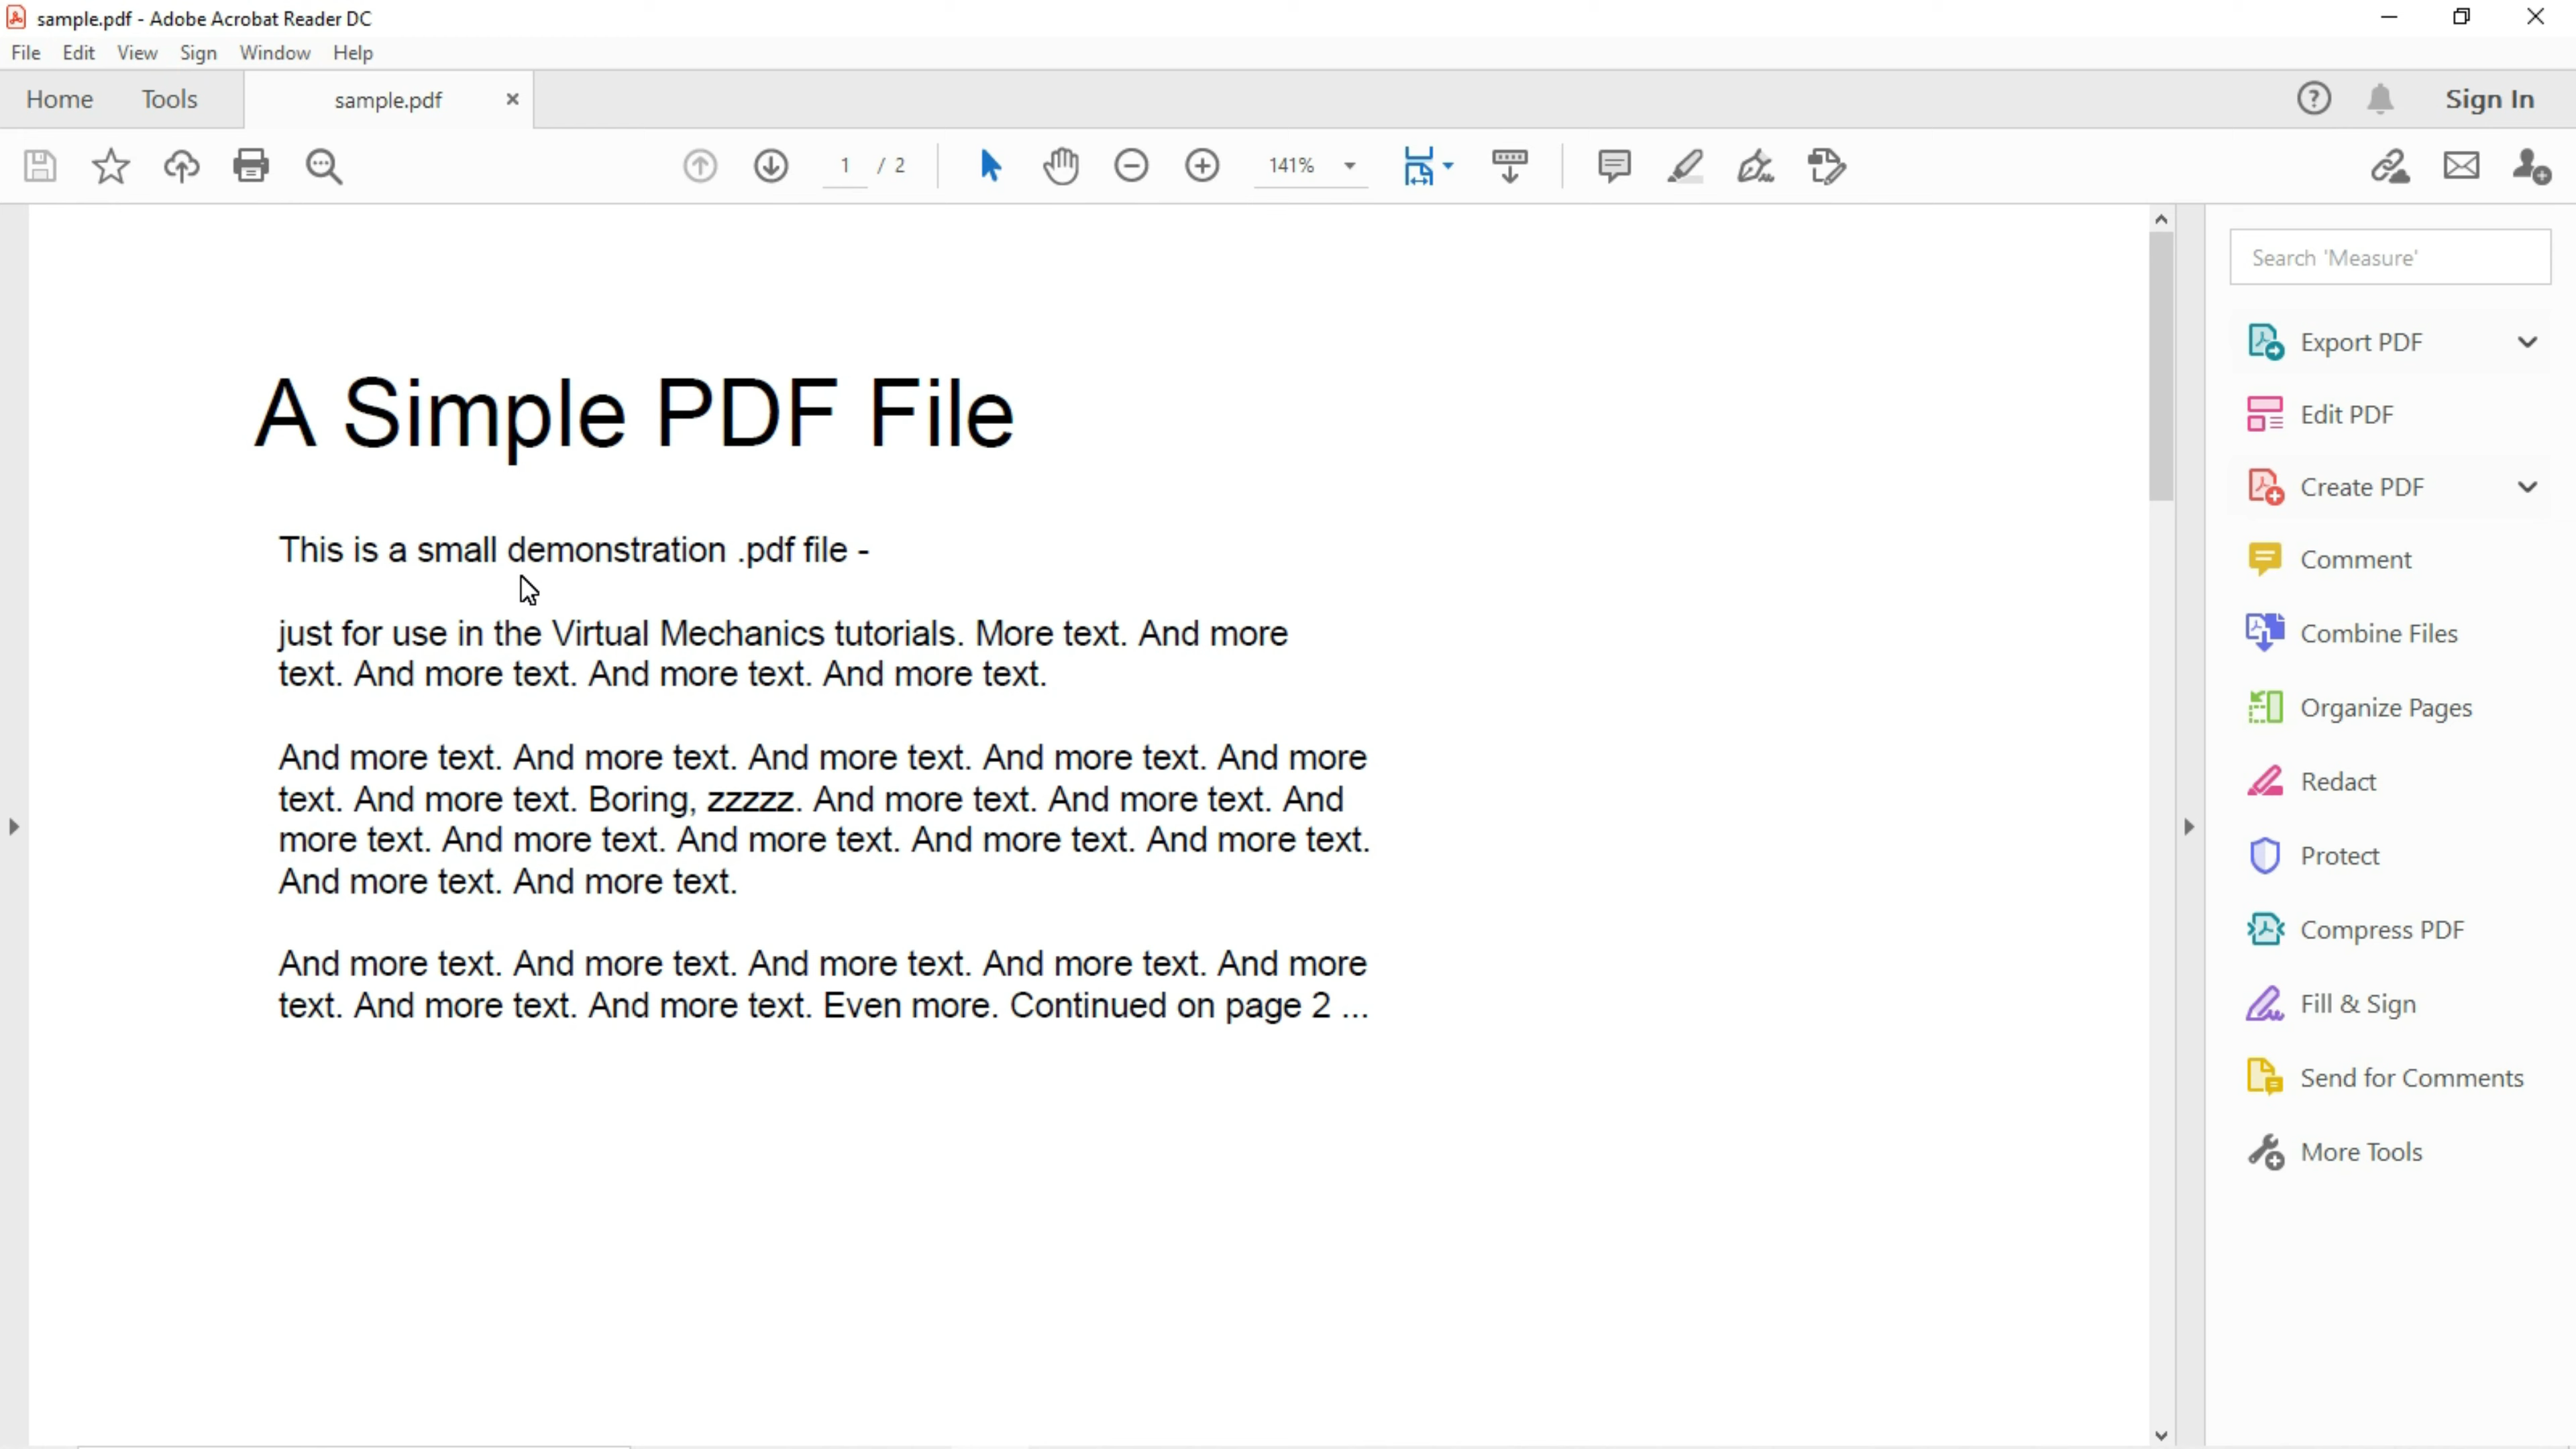 sample.pdf - Adobe Acrobat Reader DC
File Edit View Sign Window Help
Home Tools sample.pdf Sign In
1 / 2 141%
Search 'Measure'
Export PDF
Edit PDF
Create PDF
Comment
Combine Files
Organize Pages
Redact
Protect
Compress PDF
Fill & Sign
Send for Comments
More Tools
A Simple PDF File
This is a small demonstration .pdf file -
just for use in the Virtual Mechanics tutorials. More text. And more
text. And more text. And more text. And more text.
And more text. And more text. And more text. And more text. And more
text. And more text. Boring, zzzzz. And more text. And more text. And
more text. And more text. And more text. And more text. And more text.
And more text. And more text.
And more text. And more text. And more text. And more text. And more
text. And more text. And more text. Even more. Continued on page 2 ...